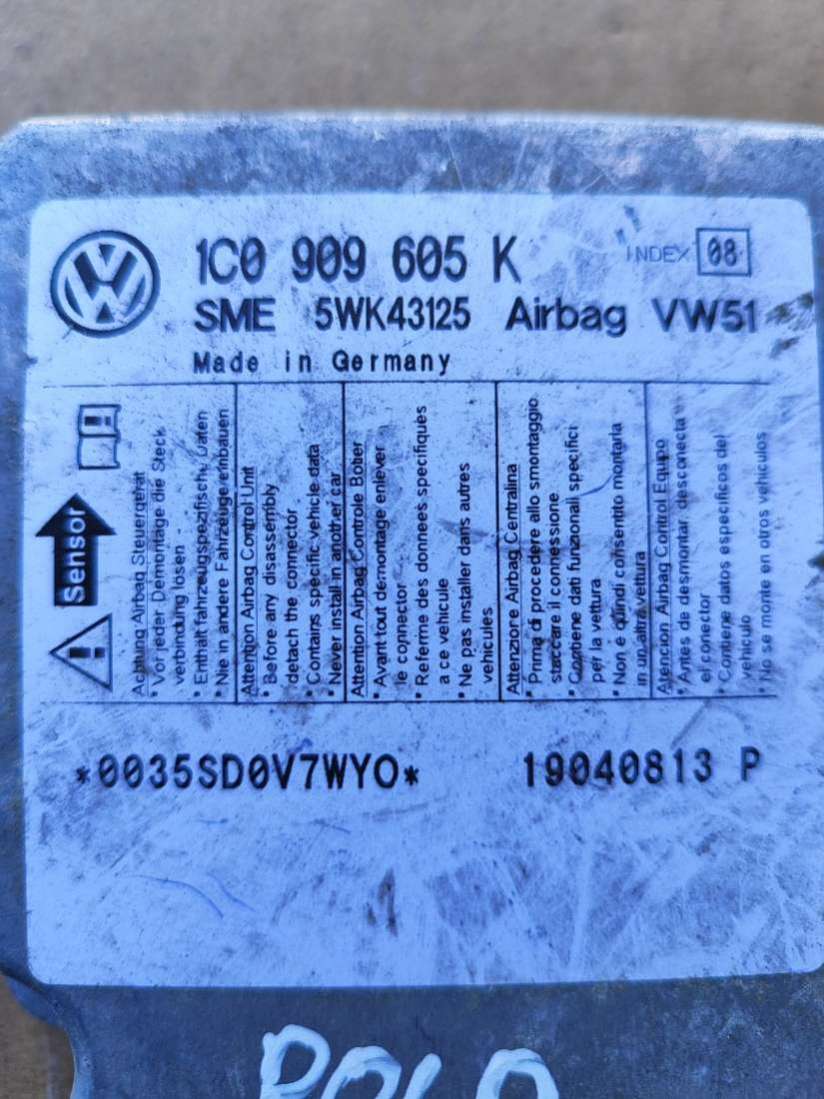 1C0 909 605 K INDEX 08
SME 5WK43125 Airbag VW51
Made in Germany
Sensor
Achtung Airbag Steuergerät
• Vor jeder Demontage die Steck
verbindung lösen
• Enthält fahrzeugspezifische Daten
• Nie in andere Fahrzeuge einbauen
Attention Airbag Control Unit
• Before any disassembly
detach the connector
• Contains specific vehicle data
• Never install in another car
Attention Airbag Controle Boitier
• Avant tout demontage enlever
le connector
• Referme des donnees specifiques
a ce vehicule
• Ne pas installer dans autres
vehicules
Attenzione Airbag Centralina
• Prima di procedere allo smontaggio
staccare il connessione
• Contiene dati funzionali specifici
per la vettura
• Non é quindi consentito montarla
in un altra vettura
Atencion Airbag Control Equipo
• Antes de desmontar, desconecta
el conector
• Contiene datos especificos del
vehiculo
• No se monte en otros vehiculos
*0035SD0V7WYO* 19040813 P
POLO